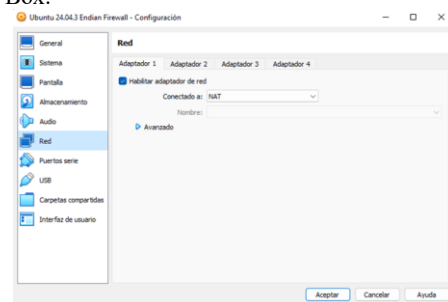 Box.
Ubuntu 24.04.3 Endian Firewall - Configuración
General
Sistema
Pantalla
Almacenamiento
Audio
Red
Puertos serie
USB
Carpetas compartidas
Interfaz de usuario
Red
Adaptador 1 Adaptador 2 Adaptador 3 Adaptador 4
Habilitar adaptador de red
Conectado a: NAT
Nombre:
Avanzado
Aceptar Cancelar Ayuda